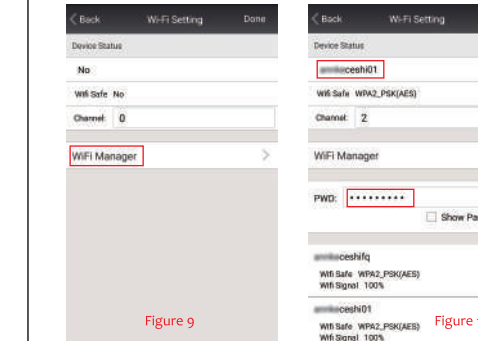 Back Wi-Fi Setting Done
Device Status
No
Wifi Safe No
Channel: 0
WiFi Manager
Figure 9
Back Wi-Fi Setting
Device Status
ceshi01
Wifi Safe WPA2_PSK(AES)
Channel: 2
WiFi Manager
PWD: •••••••••
Show Pa
ceshifq
Wifi Safe WPA2_PSK(AES)
Wifi Signal 100%
ceshi01
Wifi Safe WPA2_PSK(AES)
Wifi Signal 100%
Figure